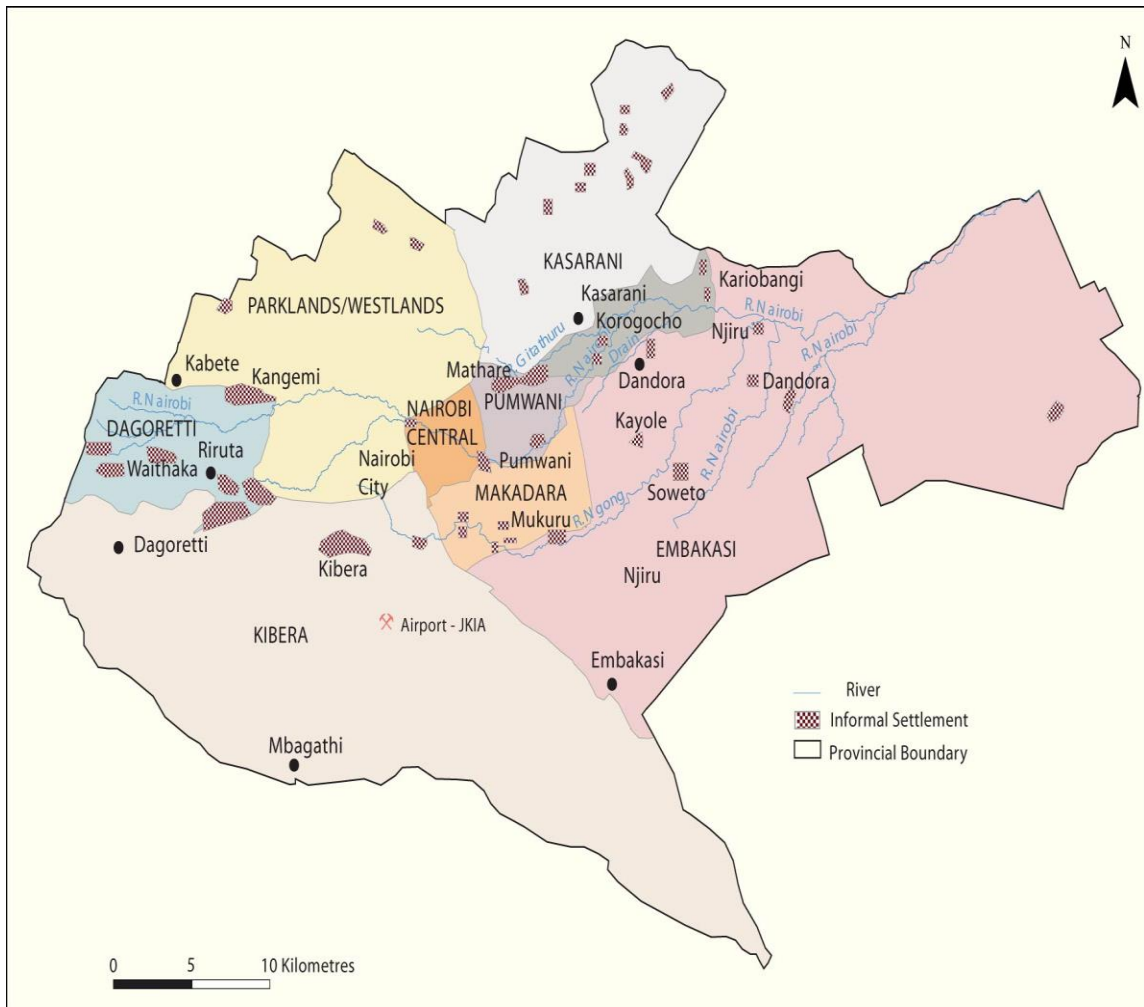 N
KASARANI
Kasarani
Kariobangi
PARKLANDS/WESTLANDS
Korogocho
R.Nairobi
Njiru
R.Gitathuru
R.Nairobi
Drain
R.Nairobi
Mathare
Kabete
Kangemi
Dandora
Dandora
PUMWANI
R.Nairobi
NAIROBI
CENTRAL
Kayole
DAGORETTI
Riruta
Waithaka
Nairobi
City
Pumwani
R.Nairobi
Soweto
MAKADARA
Mukuru
R.Ngong
EMBAKASI
Dagoretti
Kibera
Njiru
Airport - JKIA
KIBERA
Embakasi
River
Informal Settlement
Provincial Boundary
Mbagathi
0 5 10 Kilometres